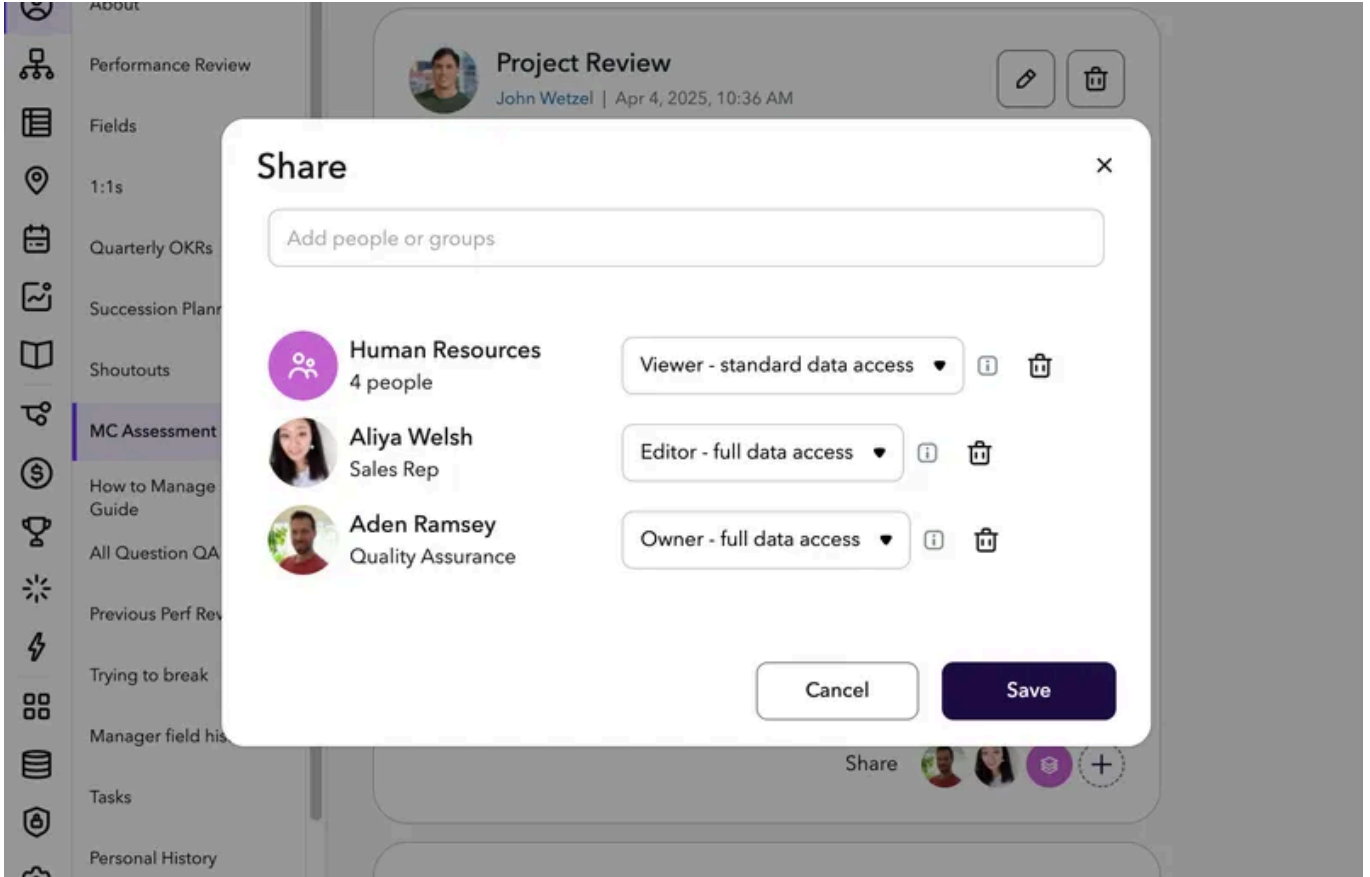 About
Performance Review
Fields
1:1s
Quarterly OKRs
Succession Plann
Shoutouts
MC Assessment
How to Manage
Guide
All Question QA
Previous Perf Rev
Trying to break
Manager field his
Tasks
Personal History
Project Review
John Wetzel | Apr 4, 2025, 10:36 AM
Share
Add people or groups
Human Resources
4 people
Viewer - standard data access
Aliya Welsh
Sales Rep
Editor - full data access
Aden Ramsey
Quality Assurance
Owner - full data access
Cancel
Save
Share